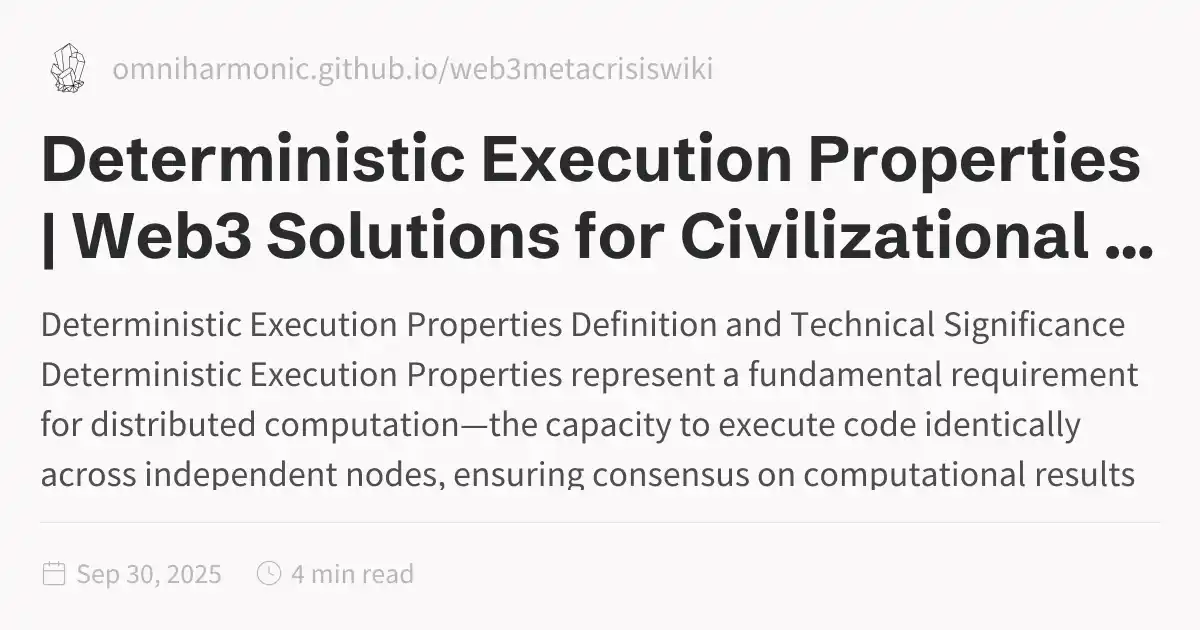 omniharmonic.github.io/web3metacrisiswiki
Deterministic Execution Properties
| Web3 Solutions for Civilizational ...
Deterministic Execution Properties Definition and Technical Significance
Deterministic Execution Properties represent a fundamental requirement
for distributed computation—the capacity to execute code identically
across independent nodes, ensuring consensus on computational results
Sep 30, 2025
4 min read